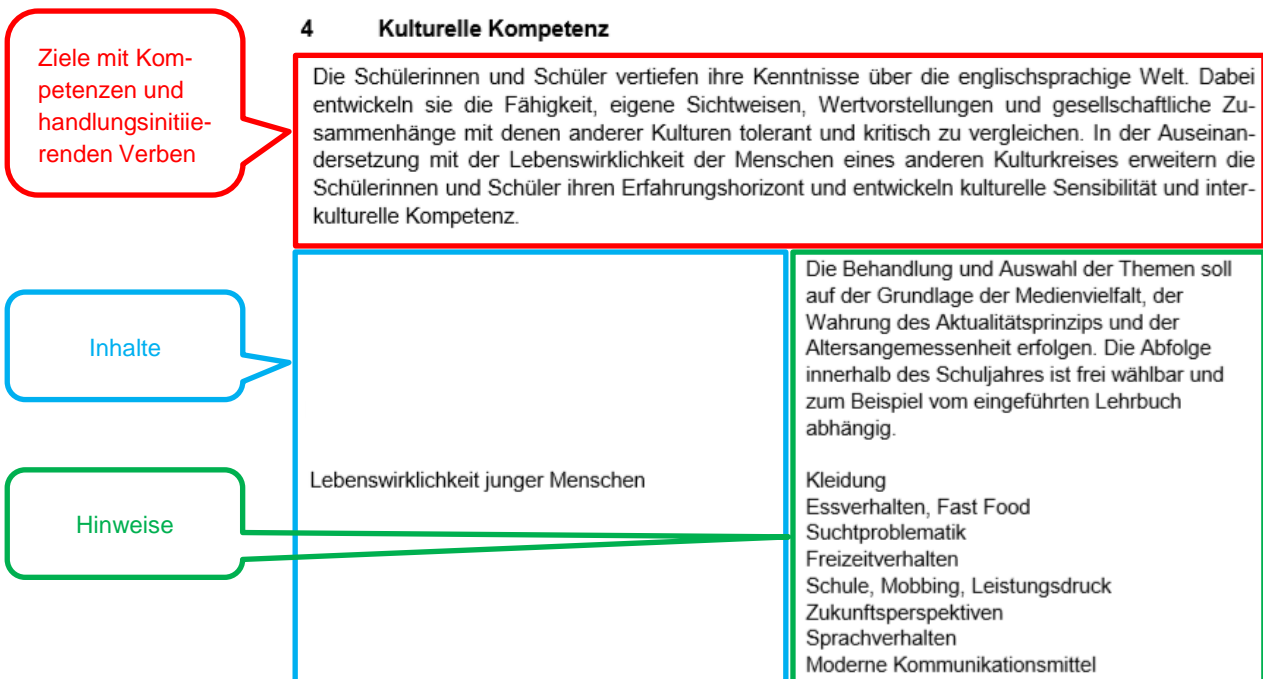 4 Kulturelle Kompetenz
Ziele mit Kom-
petenzen und
handlungsinitiie-
renden Verben
Die Schülerinnen und Schüler vertiefen ihre Kenntnisse über die englischsprachige Welt. Dabei
entwickeln sie die Fähigkeit, eigene Sichtweisen, Wertvorstellungen und gesellschaftliche Zu-
sammenhänge mit denen anderer Kulturen tolerant und kritisch zu vergleichen. In der Auseinan-
dersetzung mit der Lebenswirklichkeit der Menschen eines anderen Kulturkreises erweitern die
Schülerinnen und Schüler ihren Erfahrungshorizont und entwickeln kulturelle Sensibilität und inter-
kulturelle Kompetenz.
Inhalte
Die Behandlung und Auswahl der Themen soll
auf der Grundlage der Medienvielfalt, der
Wahrung des Aktualitätsprinzips und der
Altersangemessenheit erfolgen. Die Abfolge
innerhalb des Schuljahres ist frei wählbar und
zum Beispiel vom eingeführten Lehrbuch
abhängig.
Hinweise
Lebenswirklichkeit junger Menschen
Kleidung
Essverhalten, Fast Food
Suchtproblematik
Freizeitverhalten
Schule, Mobbing, Leistungsdruck
Zukunftsperspektiven
Sprachverhalten
Moderne Kommunikationsmittel